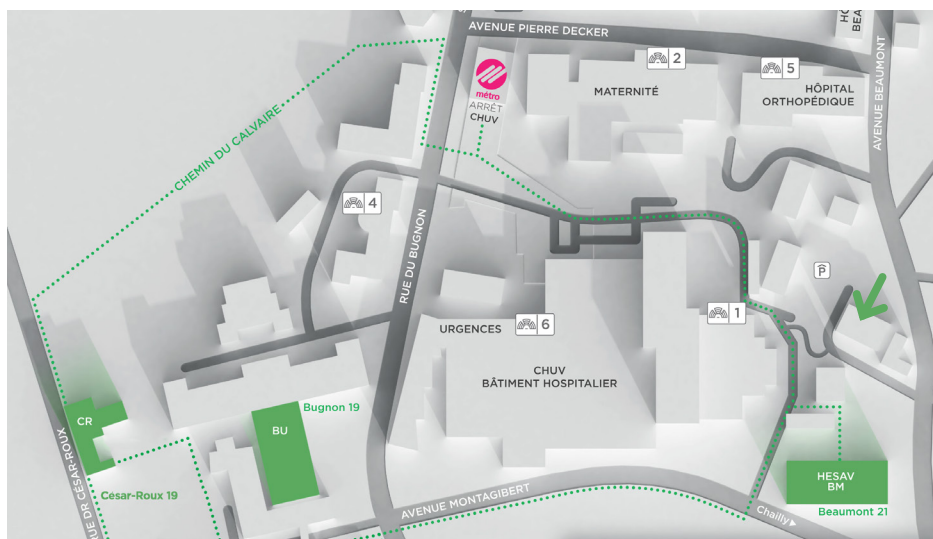 AVENUE PIERRE DECKER
2
5
MATERNITÉ
HÔPITAL
ORTHOPÉDIQUE
AVENUE BEAUMONT
métro
ARRÊT
CHUV
CHEMIN DU CALVAIRE
4
RUE DU BUGNON
P
1
URGENCES
6
CHUV
BÂTIMENT HOSPITALIER
CR
Bugnon 19
BU
RUE DR CÉSAR-ROUX
César-Roux 19
AVENUE MONTAGIBERT
HESAV
BM
Chailly
Beaumont 21